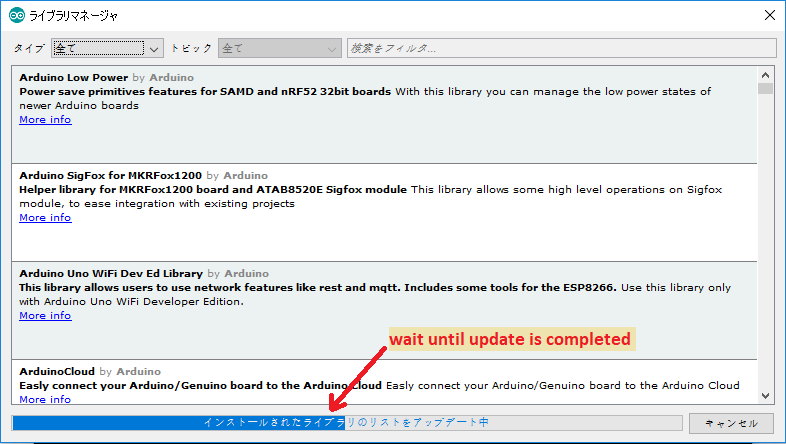 ライブラリマネージャ
タイプ 全て トピック 全て 検索をフィルタ...
Arduino Low Power by Arduino
Power save primitives features for SAMD and nRF52 32bit boards With this library you can manage the low power states of
newer Arduino boards
More info
Arduino SigFox for MKRFox1200 by Arduino
Helper library for MKRFox1200 board and ATAB8520E Sigfox module This library allows some high level operations on Sigfox
module, to ease integration with existing projects
More info
Arduino Uno WiFi Dev Ed Library by Arduino
This library allows users to use network features like rest and mqtt. Includes some tools for the ESP8266. Use this library only
with Arduino Uno WiFi Developer Edition.
More info
wait until update is completed
ArduinoCloud by Arduino
Easly connect your Arduino/Genuino board to the Arduino Cloud Easly connect your Arduino/Genuino board to the Arduino Cloud
More info
インストールされたライブラリのリストをアップデート中 キャンセル